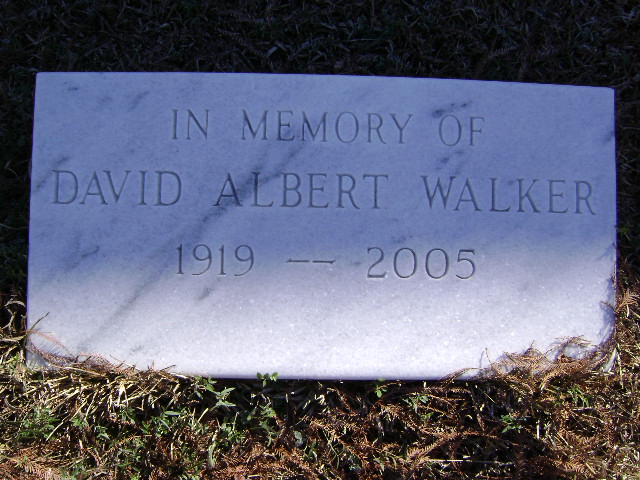 IN MEMORY OF
DAVID ALBERT WALKER
1919 -- 2005